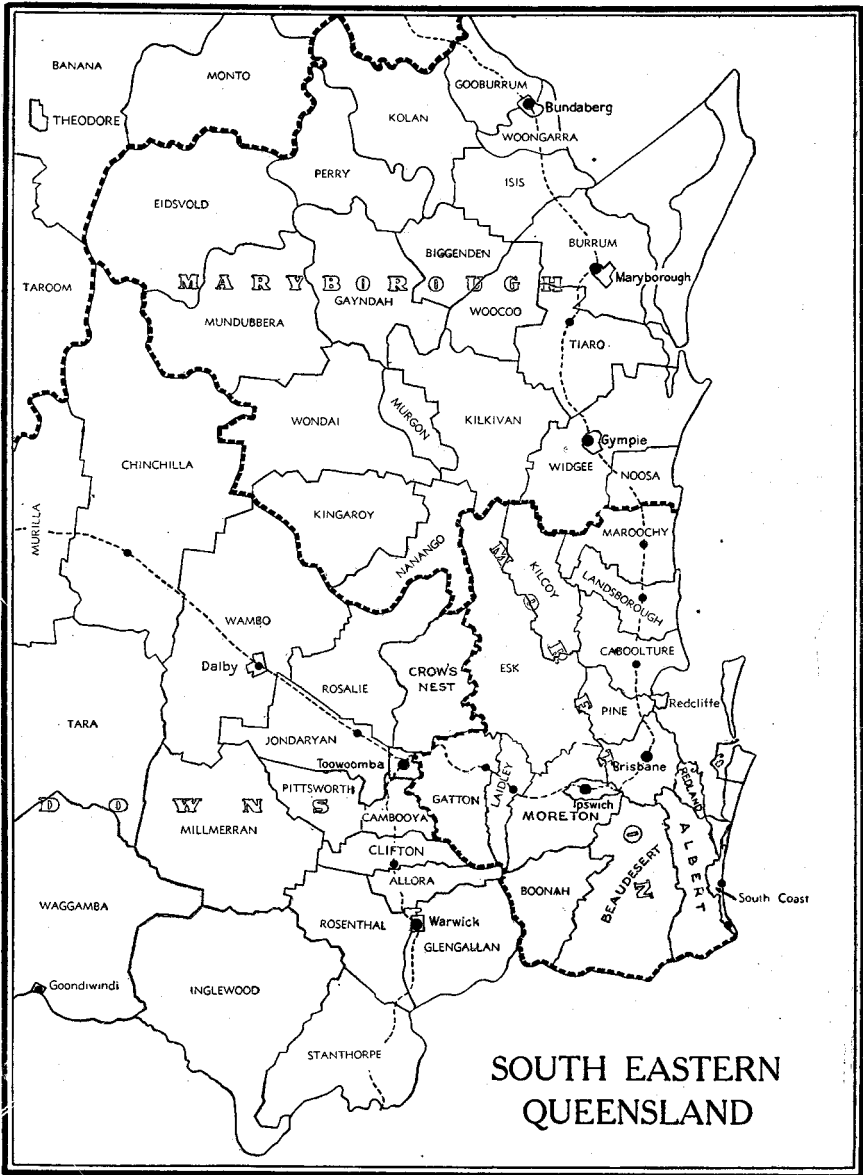 BANANA
MONTO
GOOBURRUM
THEODORE
KOLAN
Bundaberg
WOONGARRA
PERRY
ISIS
EIDSVOLD
BURRUM
BIGGENDEN
MARYBOROUGH
Maryborough
TAROOM
GAYNDAH
WOOCOO
MUNDUBBERA
TIARO
WONDAI
MURGON
KILKIVAN
Gympie
CHINCHILLA
WIDGEE
NOOSA
KINGAROY
MURILLA
NANANGO
MAROOCHY
KILCOY
LANDSBOROUGH
WAMBO
CABOOLTURE
Dalby
CROW'S
NEST
ESK
ROSALIE
PINE
Redcliffe
TARA
JONDARYAN
Toowoomba
Brisbane
REDLAND
LAIDLEY
PITTSWORTH
GATTON
Ipswich
DOWNS
CAMBOOYA
MORETON
MILLMERRAN
CLIFTON
ALBERT
ALLORA
BEAUDESERT
BOONAH
South Coast
WAGGAMBA
ROSENTHAL
Warwick
GLENGALLAN
Goondiwindi
INGLEWOOD
STANTHORPE
MORETON
SOUTH EASTERN
QUEENSLAND